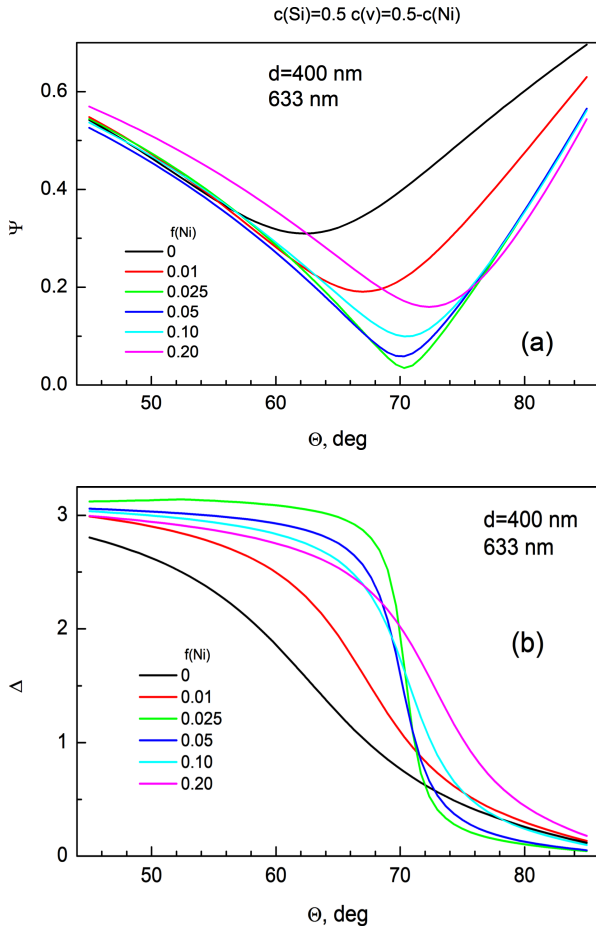 c(Si)=0.5 c(v)=0.5-c(Ni)
0.6
d=400 nm
633 nm
0.4
Ψ
f(Ni)
0
0.01
0.2
0.025
0.05
0.10
(a)
0.20
0.0
50
60
70
80
Θ, deg
3
d=400 nm
633 nm
2
(b)
f(Ni)
0
Δ
0.01
0.025
1
0.05
0.10
0.20
0
50
60
70
80
Θ, deg